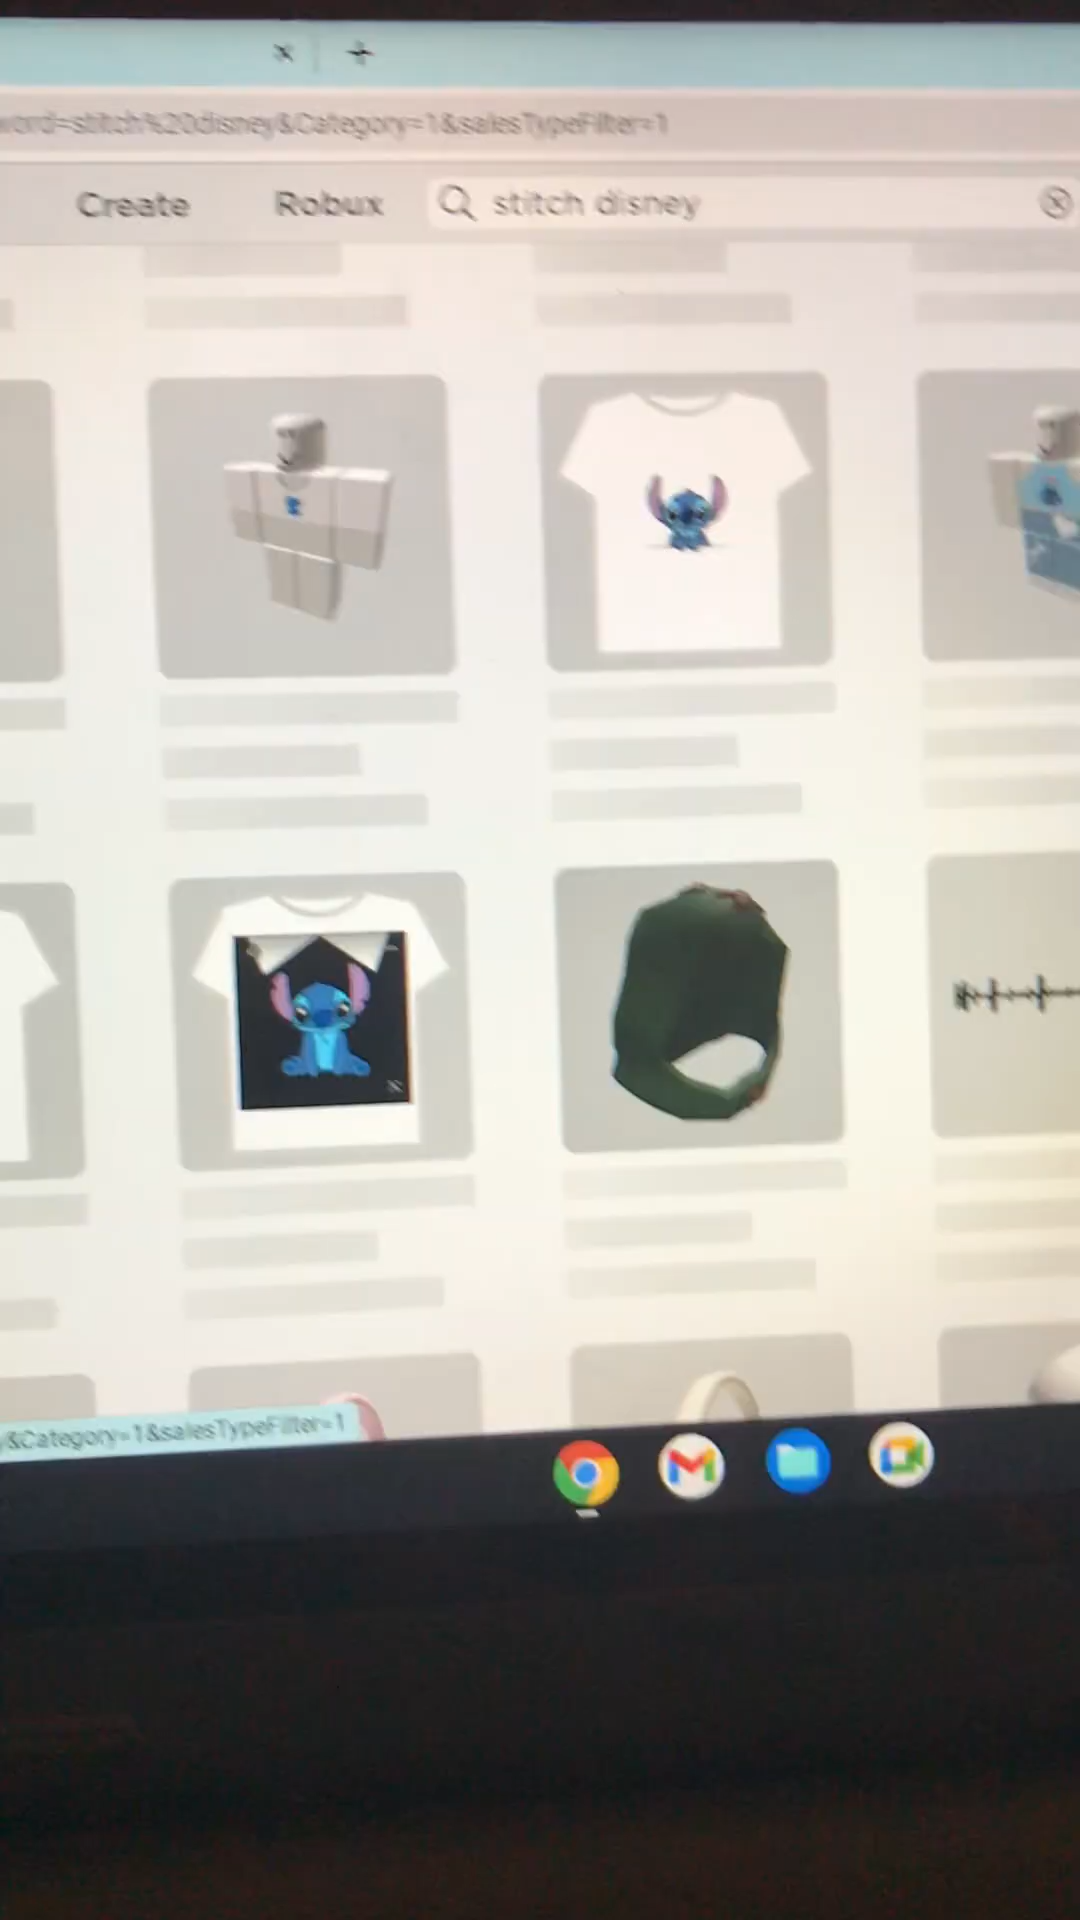 word=stitch%20disney&Category=1&salesTypeFilter=1
Create
Robux
stitch disney
y&Category=1&salesTypeFilter=1